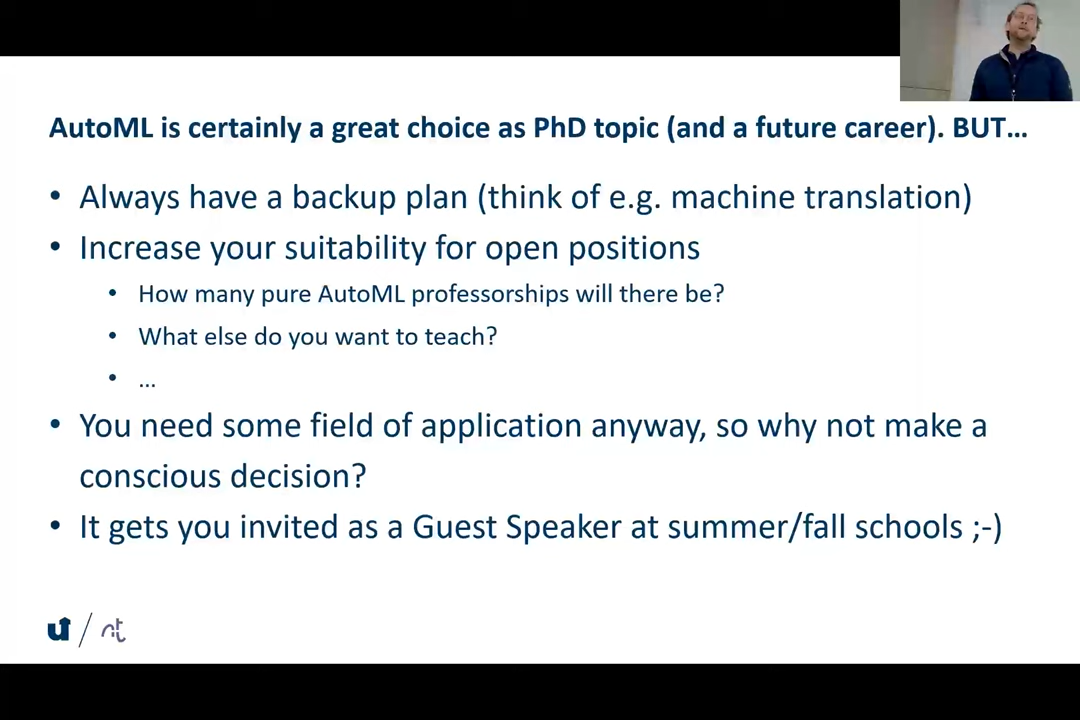 AutoML is certainly a great choice as PhD topic (and a future career). BUT…
• Always have a backup plan (think of e.g. machine translation)
• Increase your suitability for open positions
• How many pure AutoML professorships will there be?
• What else do you want to teach?
• …
• You need some field of application anyway, so why not make a
conscious decision?
• It gets you invited as a Guest Speaker at summer/fall schools ;-)